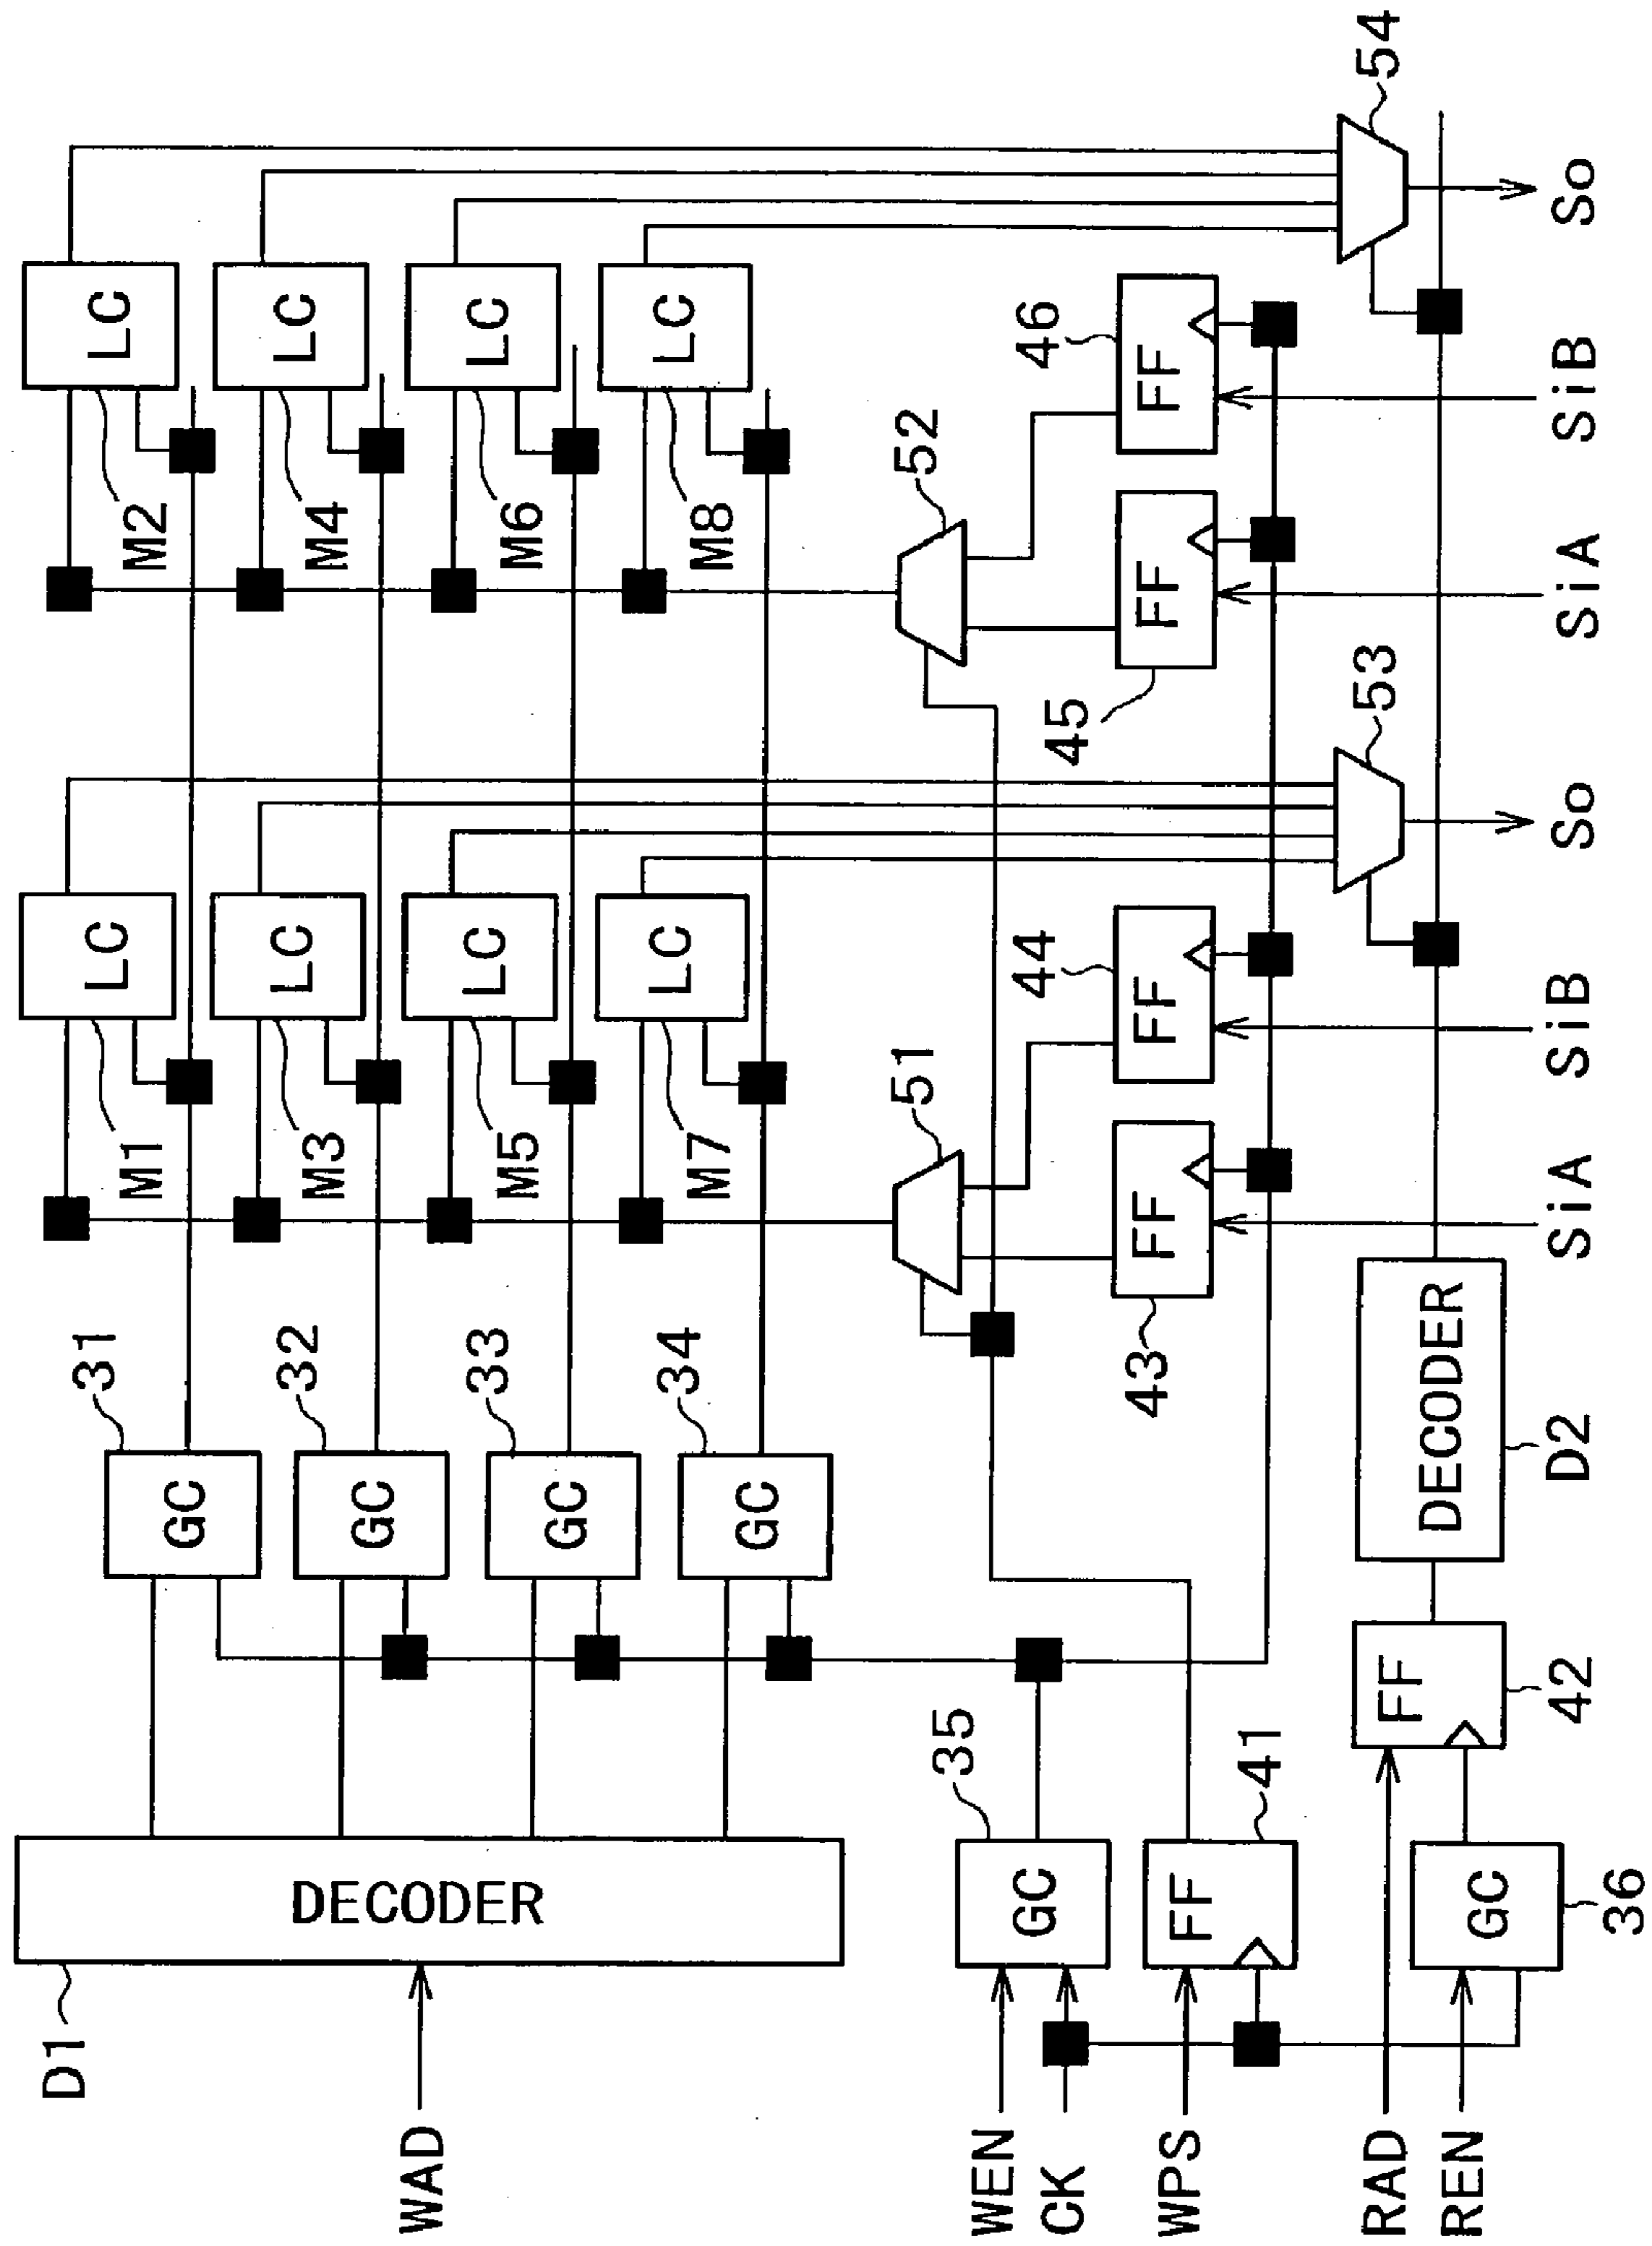 D1
DECODER
WAD
31
GC
32
GC
33
GC
34
GC
M1
LC
M3
LC
M5
LC
M7
LC
M2
LC
M4
LC
M6
LC
M8
LC
WEN
CK
WPS
RAD
REN
35
GC
FF
41
GC
36
FF
42
DECODER
D2
51
43
FF
44
FF
SiA
SiB
53
So
52
45
FF
46
FF
SiA
SiB
54
So